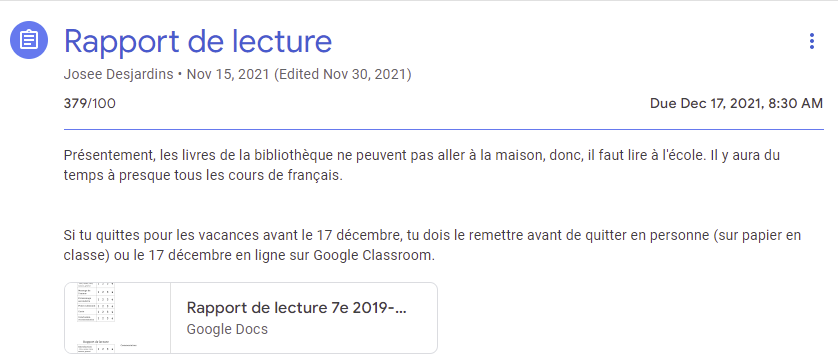 Rapport de lecture
Josee Desjardins • Nov 15, 2021 (Edited Nov 30, 2021)
379/100
Due Dec 17, 2021, 8:30 AM
Présentement, les livres de la bibliothèque ne peuvent pas aller à la maison, donc, il faut lire à l'école. Il y aura du
temps à presque tous les cours de français.
Si tu quittes pour les vacances avant le 17 décembre, tu dois le remettre avant de quitter en personne (sur papier en
classe) ou le 17 décembre en ligne sur Google Classroom.
Rapport de lecture 7e 2019-...
Google Docs